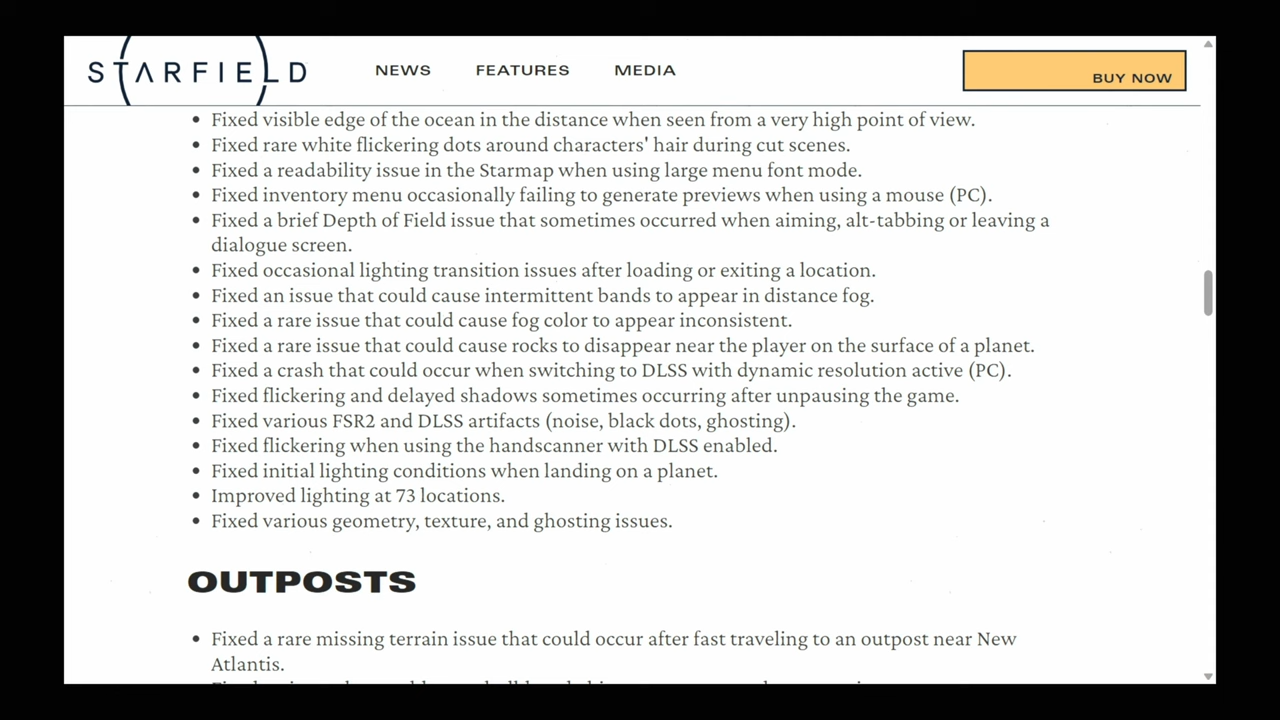 STARFIELD
NEWS FEATURES MEDIA
BUY NOW
• Fixed visible edge of the ocean in the distance when seen from a very high point of view.
• Fixed rare white flickering dots around characters' hair during cut scenes.
• Fixed a readability issue in the Starmap when using large menu font mode.
• Fixed inventory menu occasionally failing to generate previews when using a mouse (PC).
• Fixed a brief Depth of Field issue that sometimes occurred when aiming, alt-tabbing or leaving a
dialogue screen.
• Fixed occasional lighting transition issues after loading or exiting a location.
• Fixed an issue that could cause intermittent bands to appear in distance fog.
• Fixed a rare issue that could cause fog color to appear inconsistent.
• Fixed a rare issue that could cause rocks to disappear near the player on the surface of a planet.
• Fixed a crash that could occur when switching to DLSS with dynamic resolution active (PC).
• Fixed flickering and delayed shadows sometimes occurring after unpausing the game.
• Fixed various FSR2 and DLSS artifacts (noise, black dots, ghosting).
• Fixed flickering when using the handscanner with DLSS enabled.
• Fixed initial lighting conditions when landing on a planet.
• Improved lighting at 73 locations.
• Fixed various geometry, texture, and ghosting issues.
OUTPOSTS
• Fixed a rare missing terrain issue that could occur after fast traveling to an outpost near New
Atlantis.